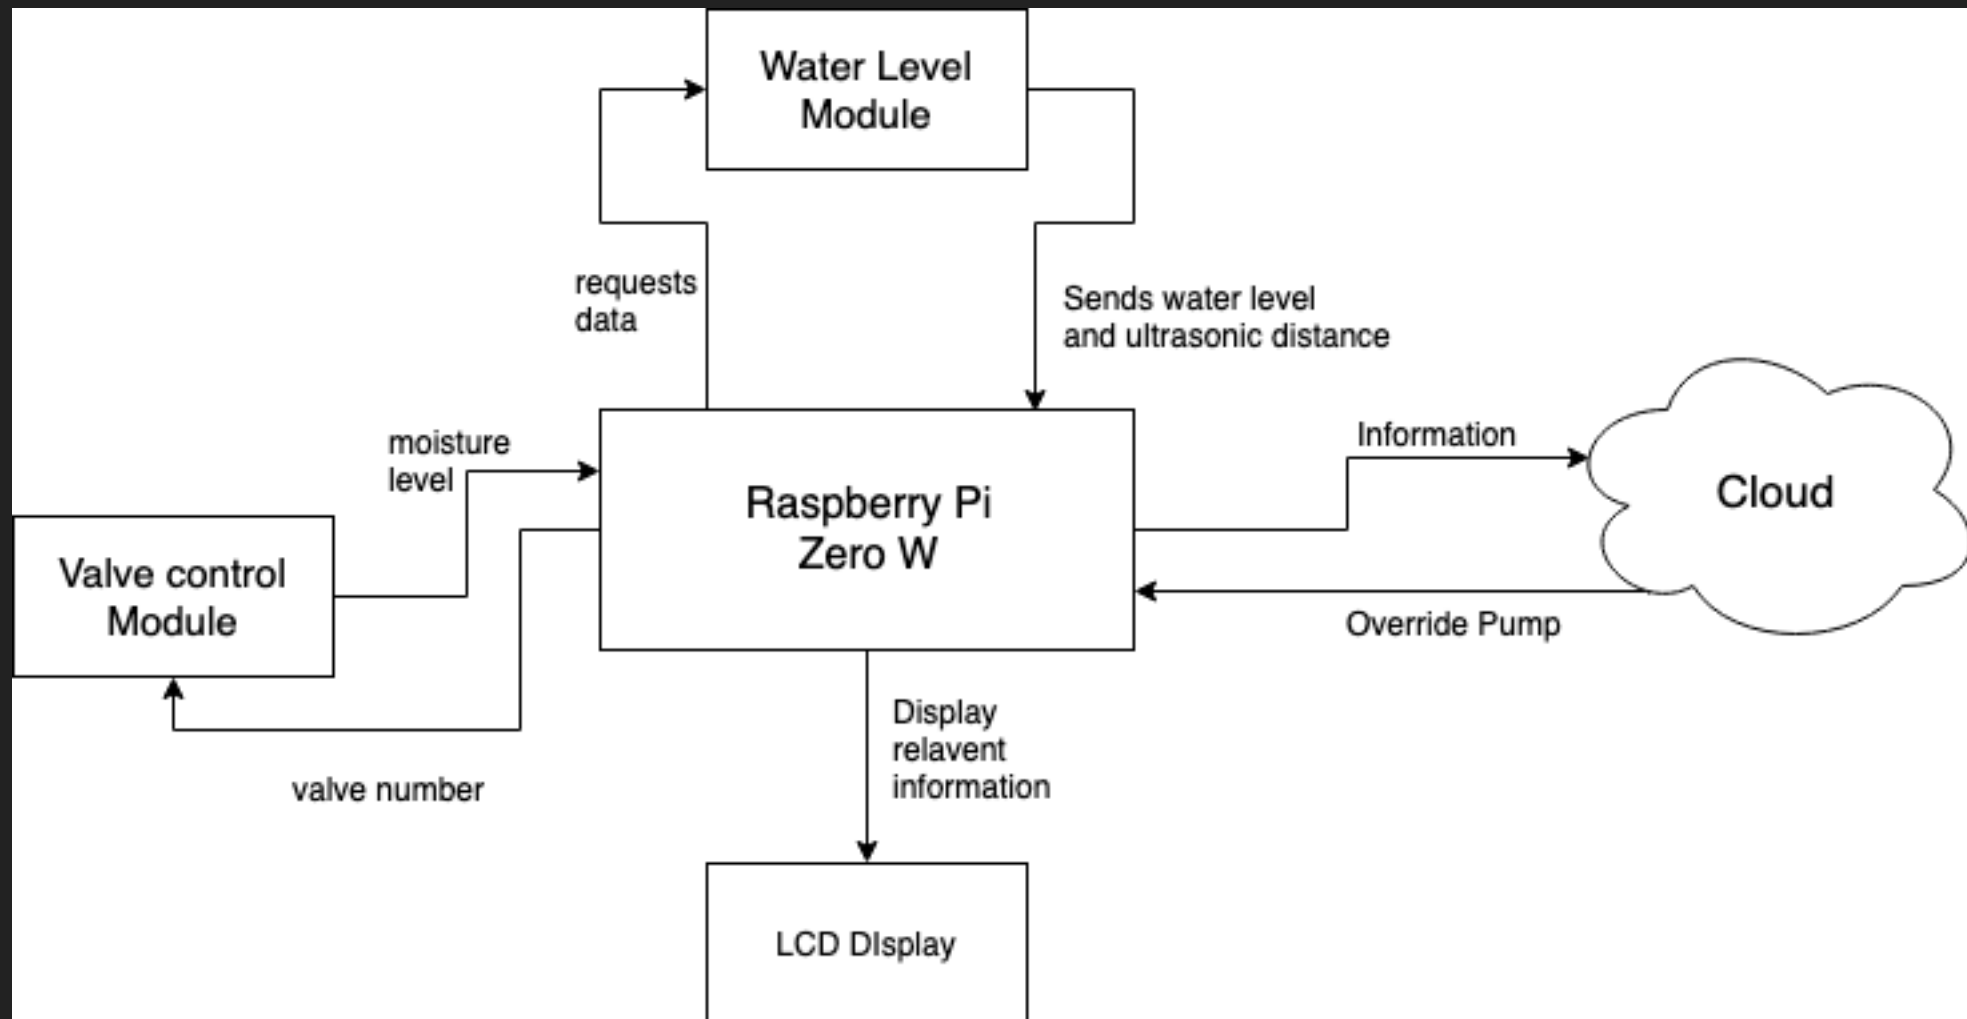 Water Level
Module
requests
data
Sends water level
and ultrasonic distance
moisture
level
Information
Cloud
Raspberry Pi
Zero W
Valve control
Module
Override Pump
Display
relavent
information
valve number
LCD DIsplay